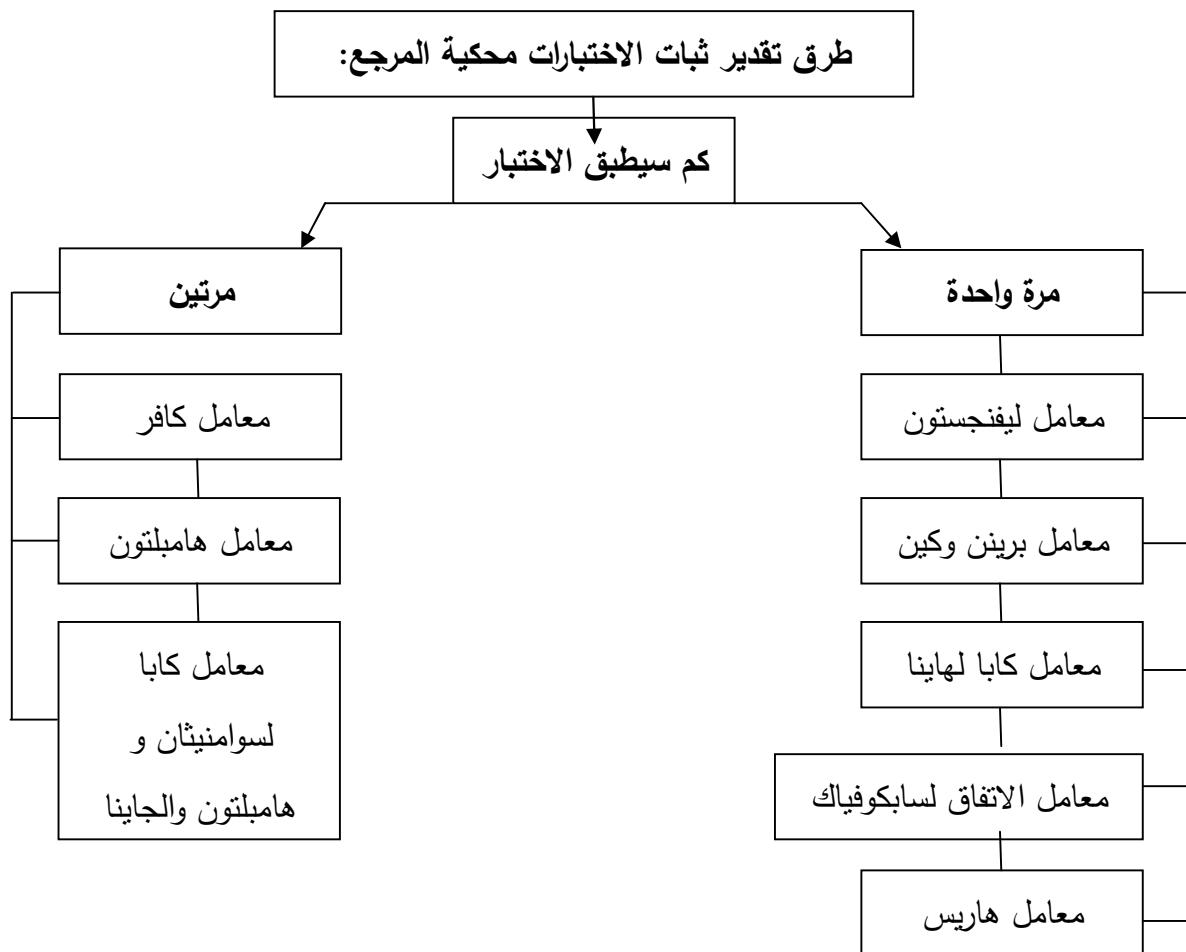 طرق تقدير ثبات الاختبارات محكية المرجع:
كم سيطبق الاختبار
مرة واحدة
معامل ليفنجستون
معامل برينن وكين
معامل كابا لهاينا
معامل الاتفاق لسابكوفياك
معامل هاريس
مرتين
معامل كافر
معامل هامبلتون
معامل كابا
لسوامنيثان و
هامبلتون والجاينا